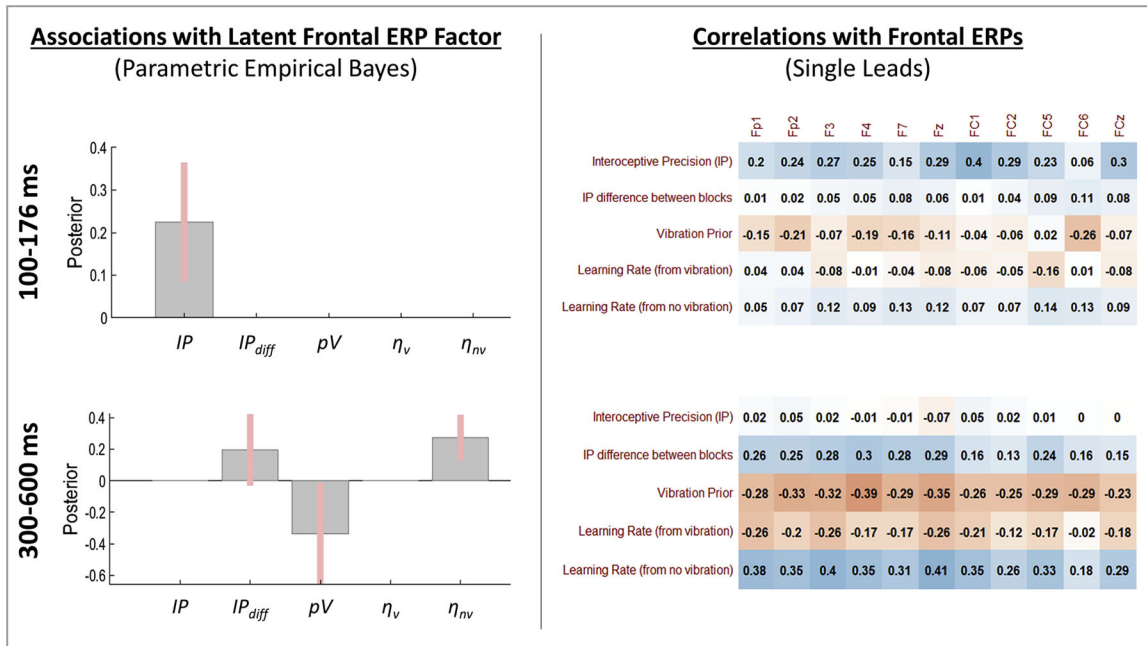 Associations with Latent Frontal ERP Factor
(Parametric Empirical Bayes)
100-176 ms
Posterior
0.4
0.3
0.2
0.1
0
IP
IP_diff
pV
η_v
η_nv
300-600 ms
Posterior
0.4
0.2
0
-0.2
-0.4
-0.6
IP
IP_diff
pV
η_v
η_nv
Correlations with Frontal ERPs
(Single Leads)
Fp1 Fp2 F3 F4 F7 Fz FC1 FC2 FC5 FC6 FCz
Interoceptive Precision (IP) 0.2 0.24 0.27 0.25 0.15 0.29 0.4 0.29 0.23 0.06 0.3
IP difference between blocks 0.01 0.02 0.05 0.05 0.08 0.06 0.01 0.04 0.09 0.11 0.08
Vibration Prior -0.15 -0.21 -0.07 -0.19 -0.16 -0.11 -0.04 -0.06 0.02 -0.26 -0.07
Learning Rate (from vibration) 0.04 0.04 -0.08 -0.01 -0.04 -0.08 -0.06 -0.05 -0.16 0.01 -0.08
Learning Rate (from no vibration) 0.05 0.07 0.12 0.09 0.13 0.12 0.07 0.07 0.14 0.13 0.09
Interoceptive Precision (IP) 0.02 0.05 0.02 -0.01 -0.01 -0.07 0.05 0.02 0.01 0 0
IP difference between blocks 0.26 0.25 0.28 0.3 0.28 0.29 0.16 0.13 0.24 0.16 0.15
Vibration Prior -0.28 -0.33 -0.32 -0.39 -0.29 -0.35 -0.26 -0.25 -0.29 -0.29 -0.23
Learning Rate (from vibration) -0.26 -0.2 -0.26 -0.17 -0.17 -0.26 -0.21 -0.12 -0.17 -0.02 -0.18
Learning Rate (from no vibration) 0.38 0.35 0.4 0.35 0.31 0.41 0.35 0.26 0.33 0.18 0.29